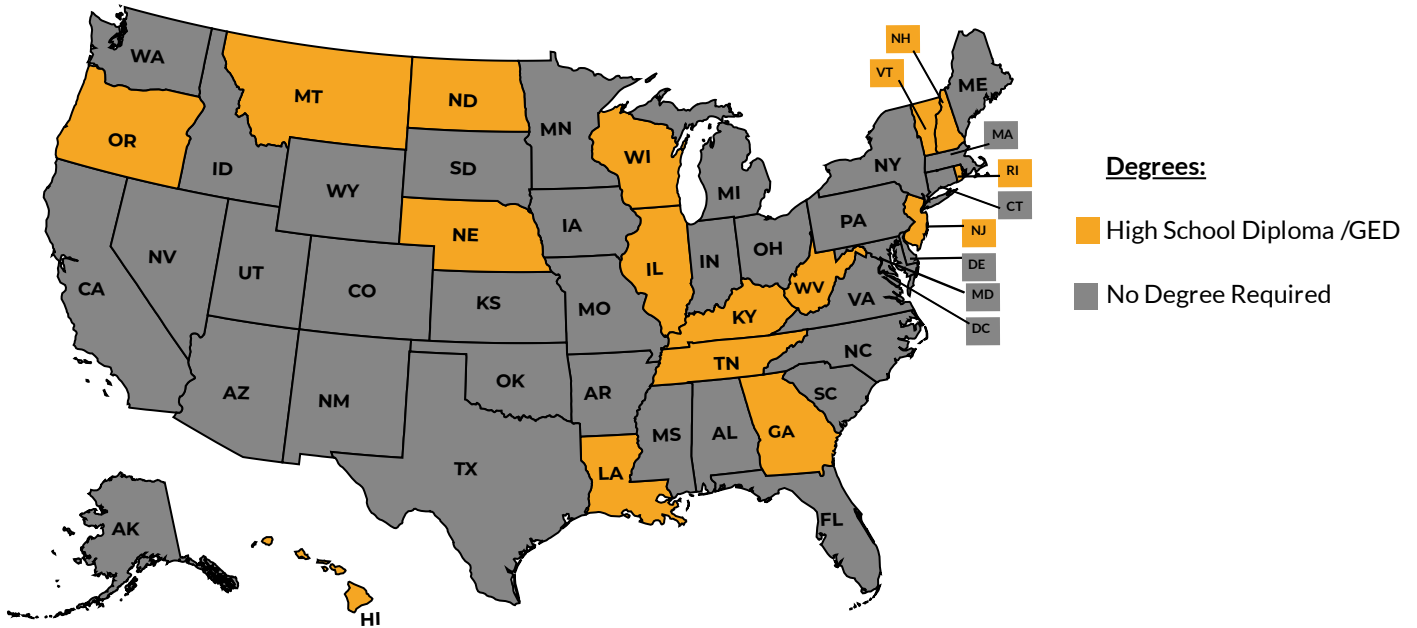 WA
MT
ND
MN
OR
ID
WY
SD
WI
MI
NY
NH
VT
ME
MA
RI
CT
NJ
DE
MD
DC
NV
UT
CA
CO
NE
KS
IA
IL
IN
OH
PA
WV
VA
KY
MO
TN
NC
SC
AZ
NM
OK
AR
TX
LA
MS
AL
GA
FL
AK
HI
Degrees:
High School Diploma /GED
No Degree Required